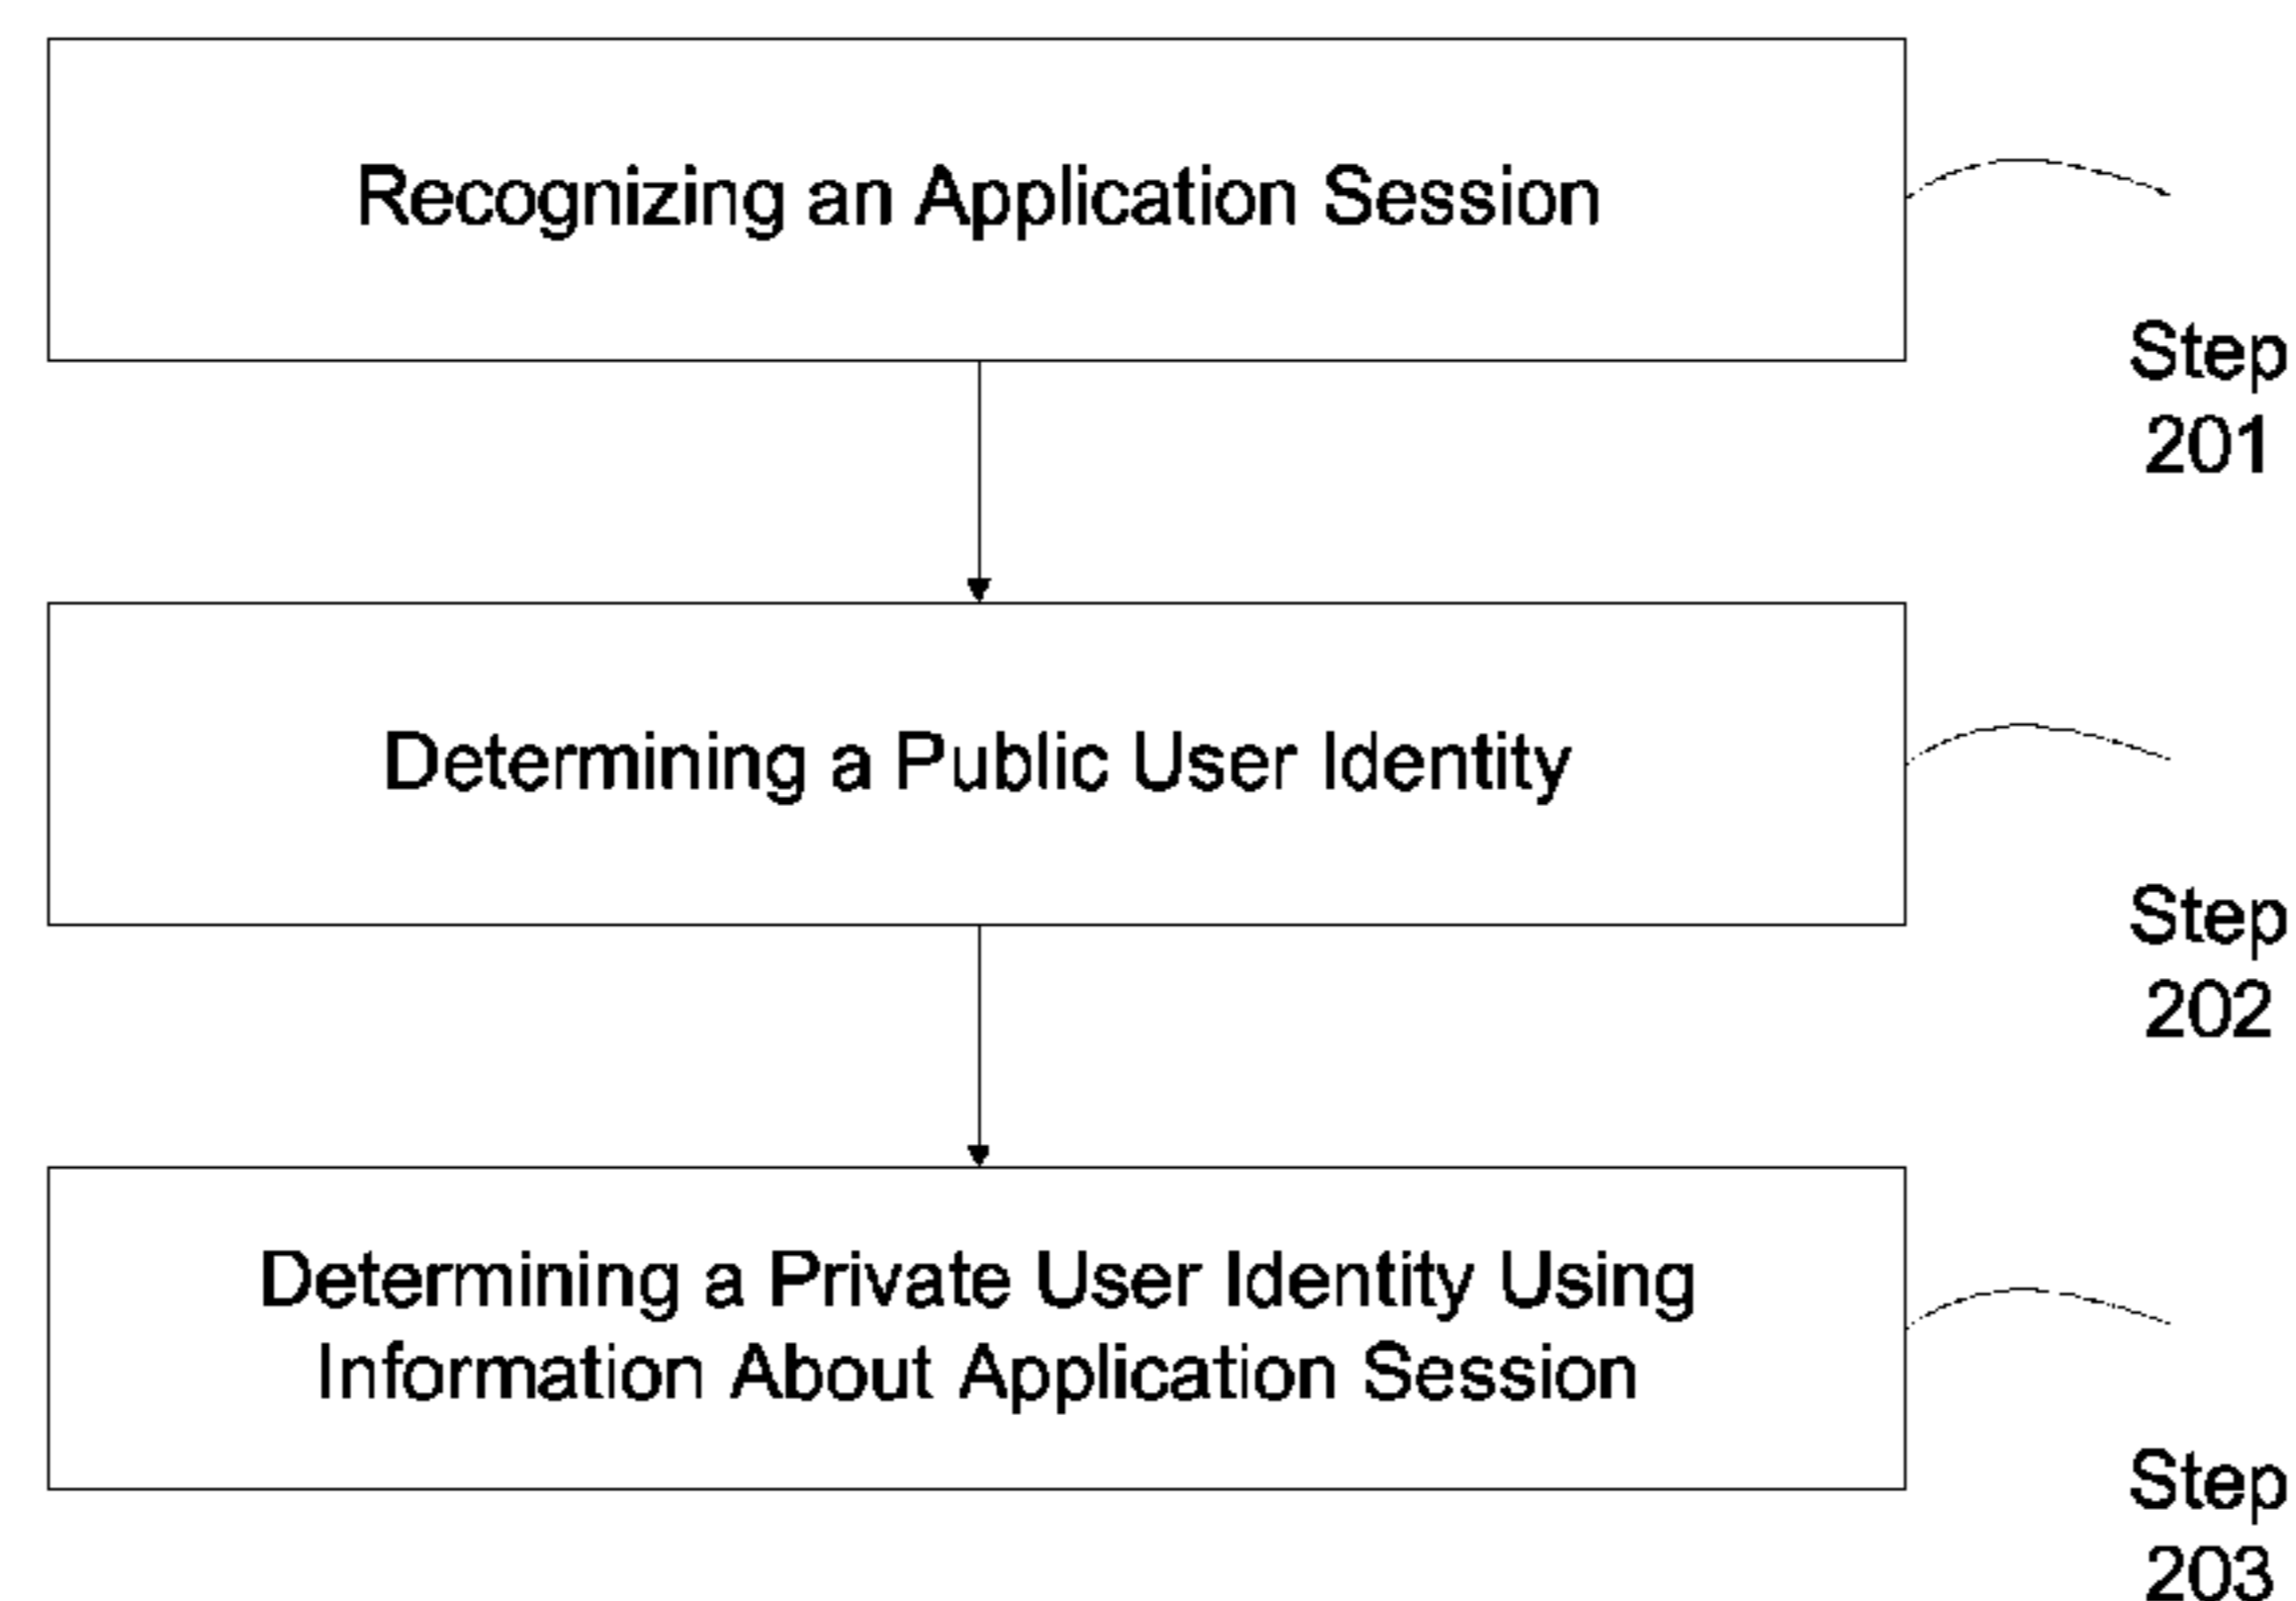 Recognizing an Application Session
Step
201
Determining a Public User Identity
Step
202
Determining a Private User Identity Using
Information About Application Session
Step
203